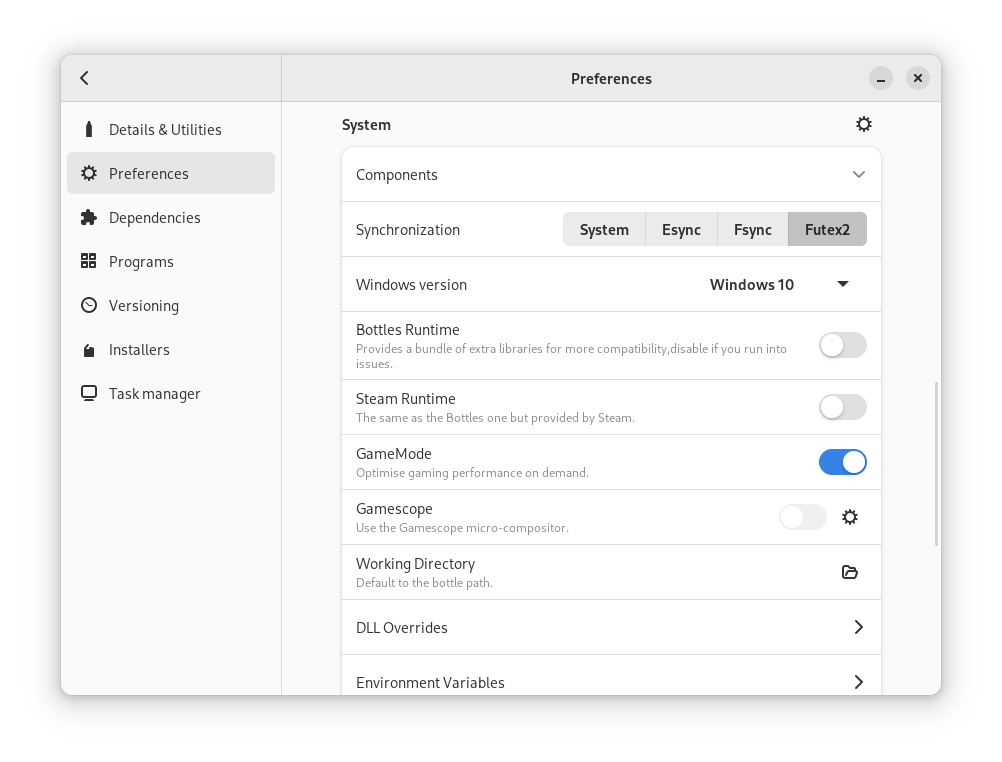 Preferences
Details & Utilities
Preferences
Dependencies
Programs
Versioning
Installers
Task manager
System
Components
Synchronization
System Esync Fsync Futex2
Windows version
Windows 10
Bottles Runtime
Provides a bundle of extra libraries for more compatibility,disable if you run into
issues.
Steam Runtime
The same as the Bottles one but provided by Steam.
GameMode
Optimise gaming performance on demand.
Gamescope
Use the Gamescope micro-compositor.
Working Directory
Default to the bottle path.
DLL Overrides
Environment Variables